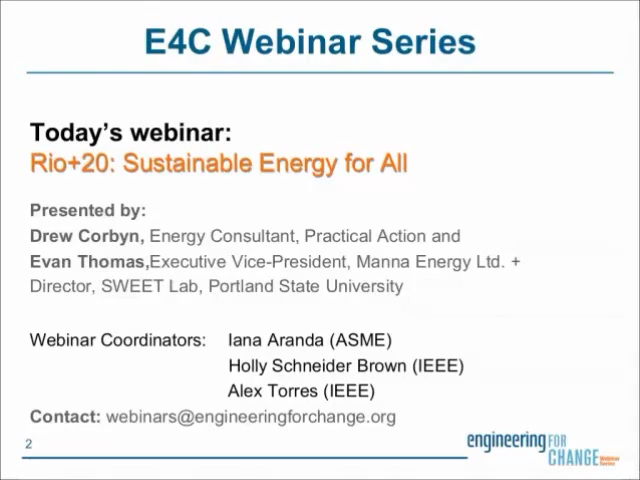 E4C Webinar Series
Today's webinar:
Rio+20: Sustainable Energy for All
Presented by:
Drew Corbyn, Energy Consultant, Practical Action and
Evan Thomas,Executive Vice-President, Manna Energy Ltd. +
Director, SWEET Lab, Portland State University
Webinar Coordinators: Iana Aranda (ASME)
Holly Schneider Brown (IEEE)
Alex Torres (IEEE)
Contact: webinars@engineeringforchange.org
2
engineering FOR
CHANGE Webinar Series